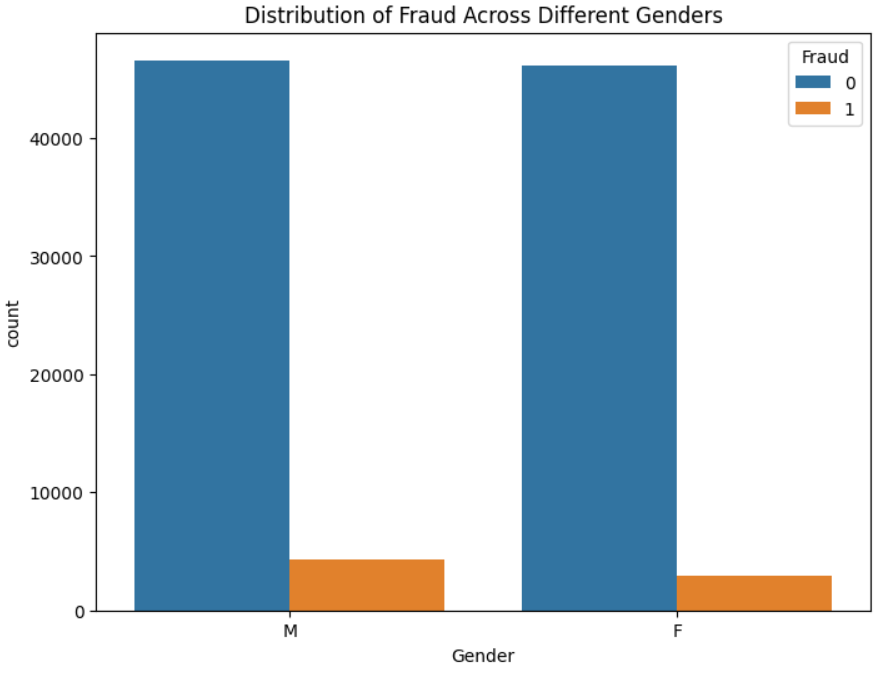 Distribution of Fraud Across Different Genders
Fraud
0
1
40000
30000
20000
10000
0
count
M
F
Gender